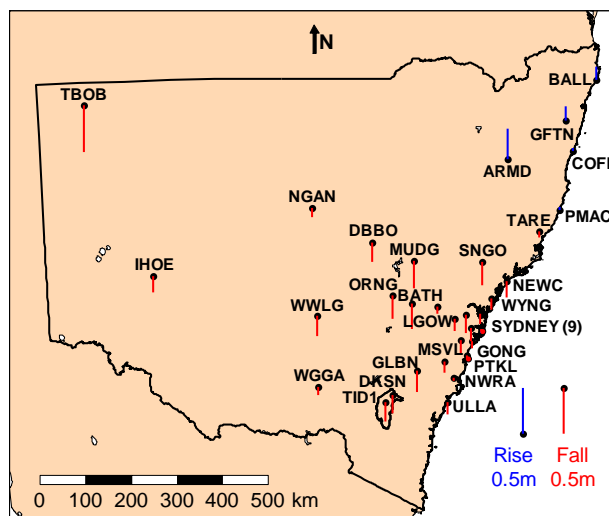 N
BALL
TBOB
GFTN
COFH
ARMD
NGAN
PMAC
TARE
DBBO
MUDG
SNGO
IHOE
NEWC
ORNG
BATH
WYNG
WWLG
LGOW
SYDNEY (9)
MSVL
GONG
GLBN
PTKL
WGGA
DKSN
NWRA
TID1
ULLA
Rise
0.5m
Fall
0.5m
0 100 200 300 400 500
km